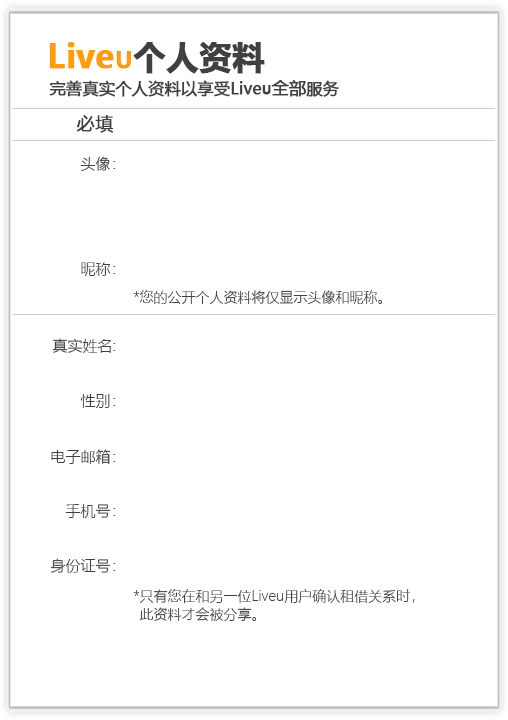 Liveu个人资料
完善真实个人资料以享受Liveu全部服务
必填
头像：
昵称：
*您的公开个人资料将仅显示头像和昵称。
真实姓名:
性别：
电子邮箱：
手机号：
身份证号：
*只有您在和另一位Liveu用户确认租借关系时，
此资料才会被分享。